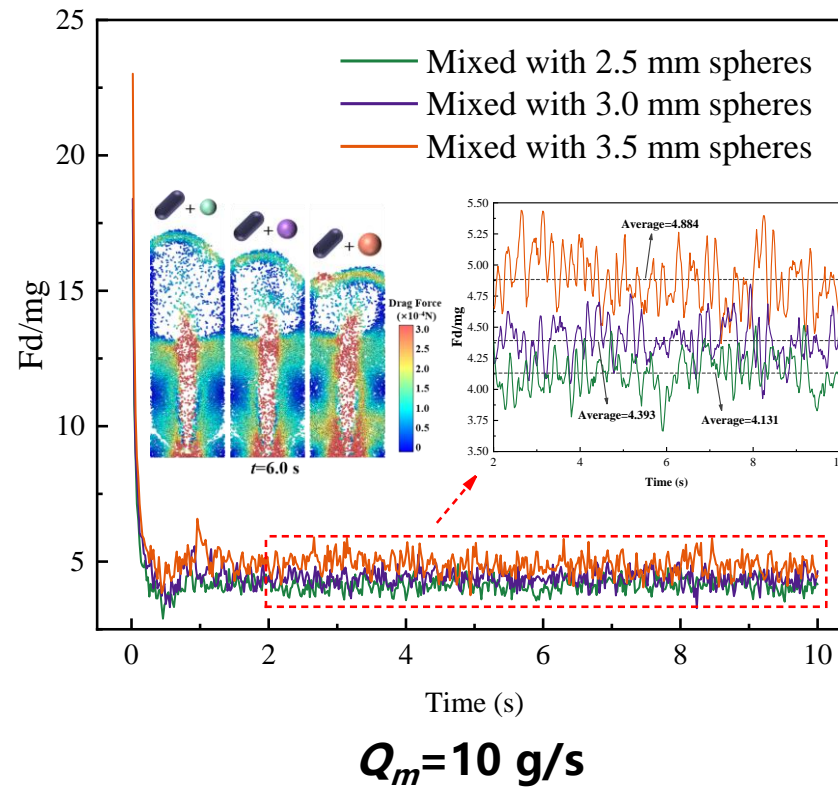 25
20
15
10
5
Fd/mg
Mixed with 2.5 mm spheres
Mixed with 3.0 mm spheres
Mixed with 3.5 mm spheres
+
+
+
Drag Force
(×10⁻⁴N)
3.0
2.5
2.0
1.5
1.0
0.5
0
t=6.0 s
5.50
5.25
5.00
4.75
4.50
4.25
4.00
3.75
3.50
Fd/mg
Average=4.884
Average=4.393
Average=4.131
2 4 6 8 1
Time (s)
0 2 4 6 8 10
Time (s)
Qm=10 g/s